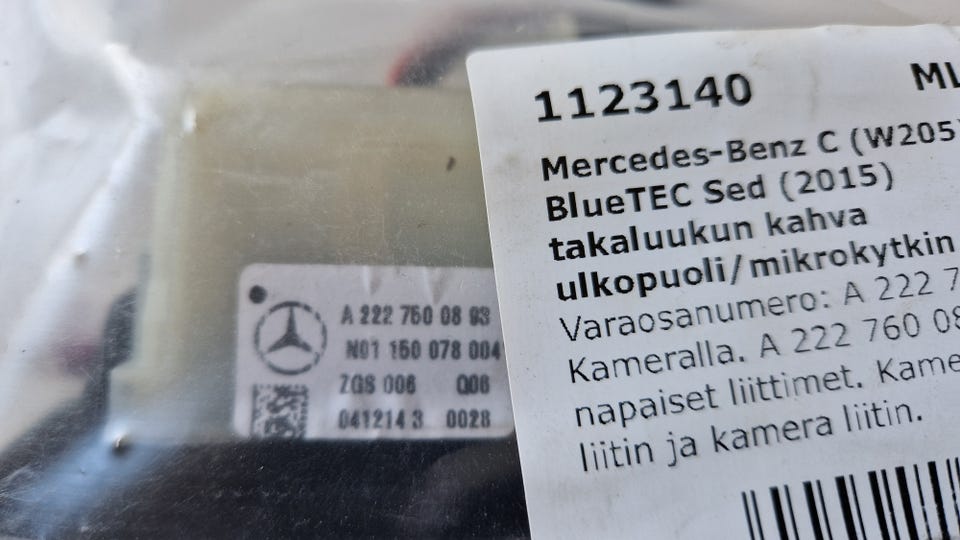 A 222 750 08 93
N01 150 078 004
ZGS 006 Q06
041214 3 0028
1123140 ML
Mercedes-Benz C (W205)
BlueTEC Sed (2015)
takaluukun kahva
ulkopuoli/mikrokytkin
Varaosanumero: A 222 7
Kameralla. A 222 760 08
napaiset liittimet. Kame
liitin ja kamera liitin.